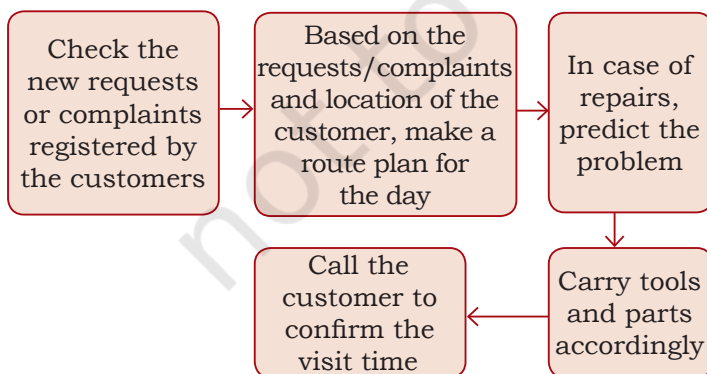 Check the
new requests
or complaints
registered by
the customers
Based on the
requests/complaints
and location of the
customer, make a
route plan for
the day
In case of
repairs,
predict the
problem
Carry tools
and parts
accordingly
Call the
customer to
confirm the
visit time
not to